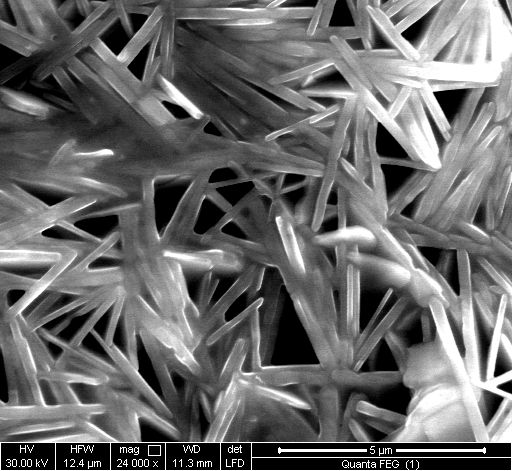 HV HFW mag □ WD det
30.00 kV 12.4 µm 24 000 x 11.3 mm LFD
5 µm
Quanta FEG (1)